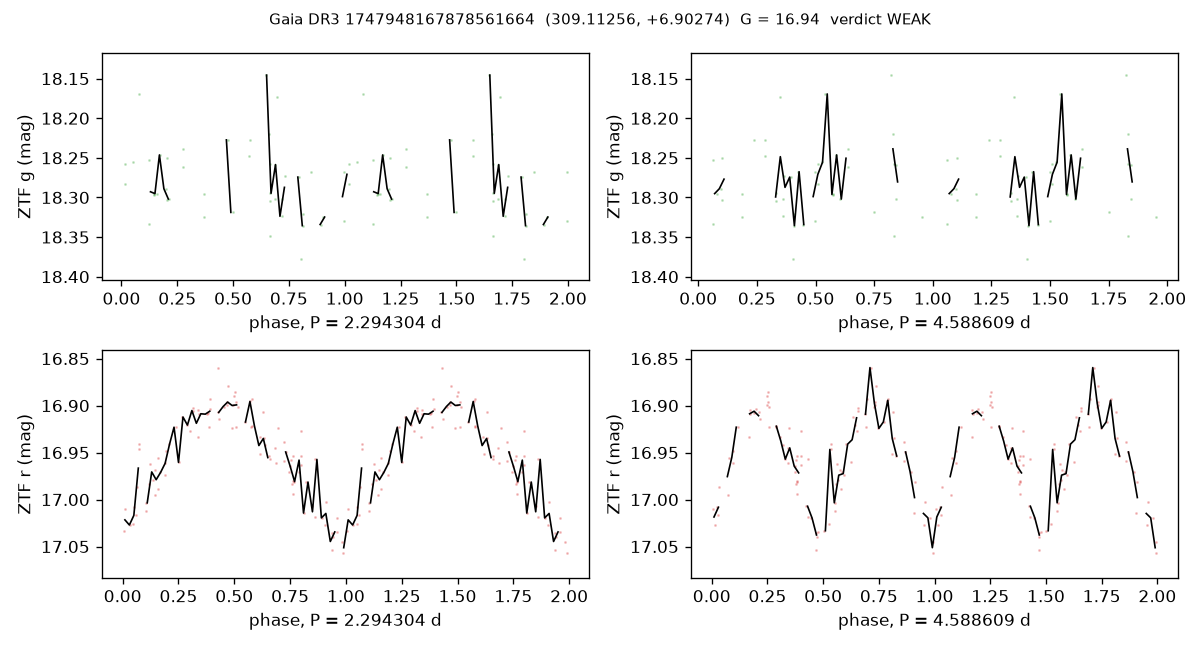 Gaia DR3 1747948167878561664 (309.11256, +6.90274) G = 16.94 verdict WEAK
ZTF g (mag)
18.15
18.20
18.25
18.30
18.35
18.40
0.00 0.25 0.50 0.75 1.00 1.25 1.50 1.75 2.00
phase, P = 2.294304 d
ZTF g (mag)
18.15
18.20
18.25
18.30
18.35
18.40
0.00 0.25 0.50 0.75 1.00 1.25 1.50 1.75 2.00
phase, P = 4.588609 d
ZTF r (mag)
16.85
16.90
16.95
17.00
17.05
0.00 0.25 0.50 0.75 1.00 1.25 1.50 1.75 2.00
phase, P = 2.294304 d
ZTF r (mag)
16.85
16.90
16.95
17.00
17.05
0.00 0.25 0.50 0.75 1.00 1.25 1.50 1.75 2.00
phase, P = 4.588609 d